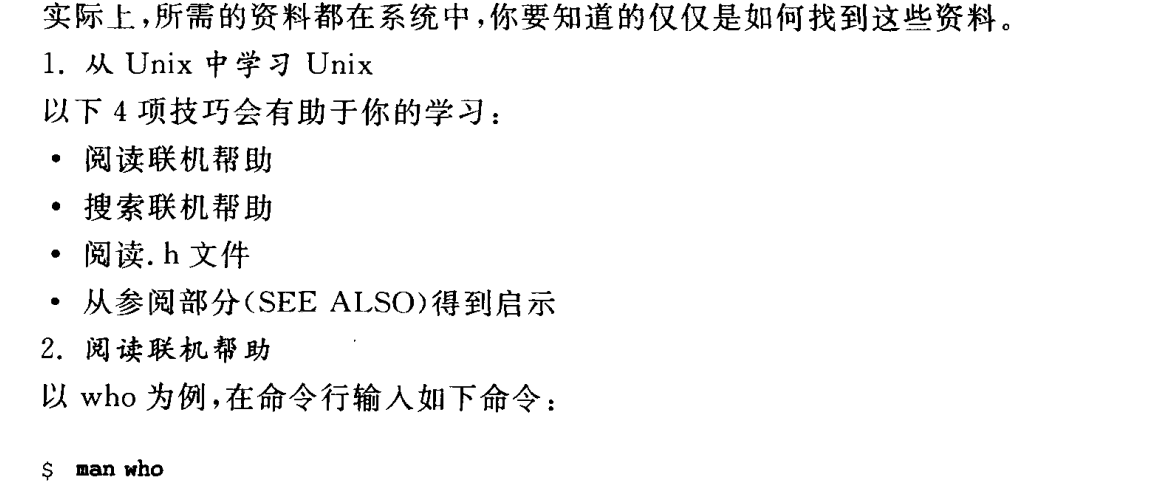 实际上,所需的资料都在系统中,你要知道的仅仅是如何找到这些资料。
1. 从 Unix 中学习 Unix
以下 4 项技巧会有助于你的学习:
• 阅读联机帮助
• 搜索联机帮助
• 阅读.h 文件
• 从参阅部分(SEE ALSO)得到启示
2. 阅读联机帮助
以 who 为例,在命令行输入如下命令:
$ man who